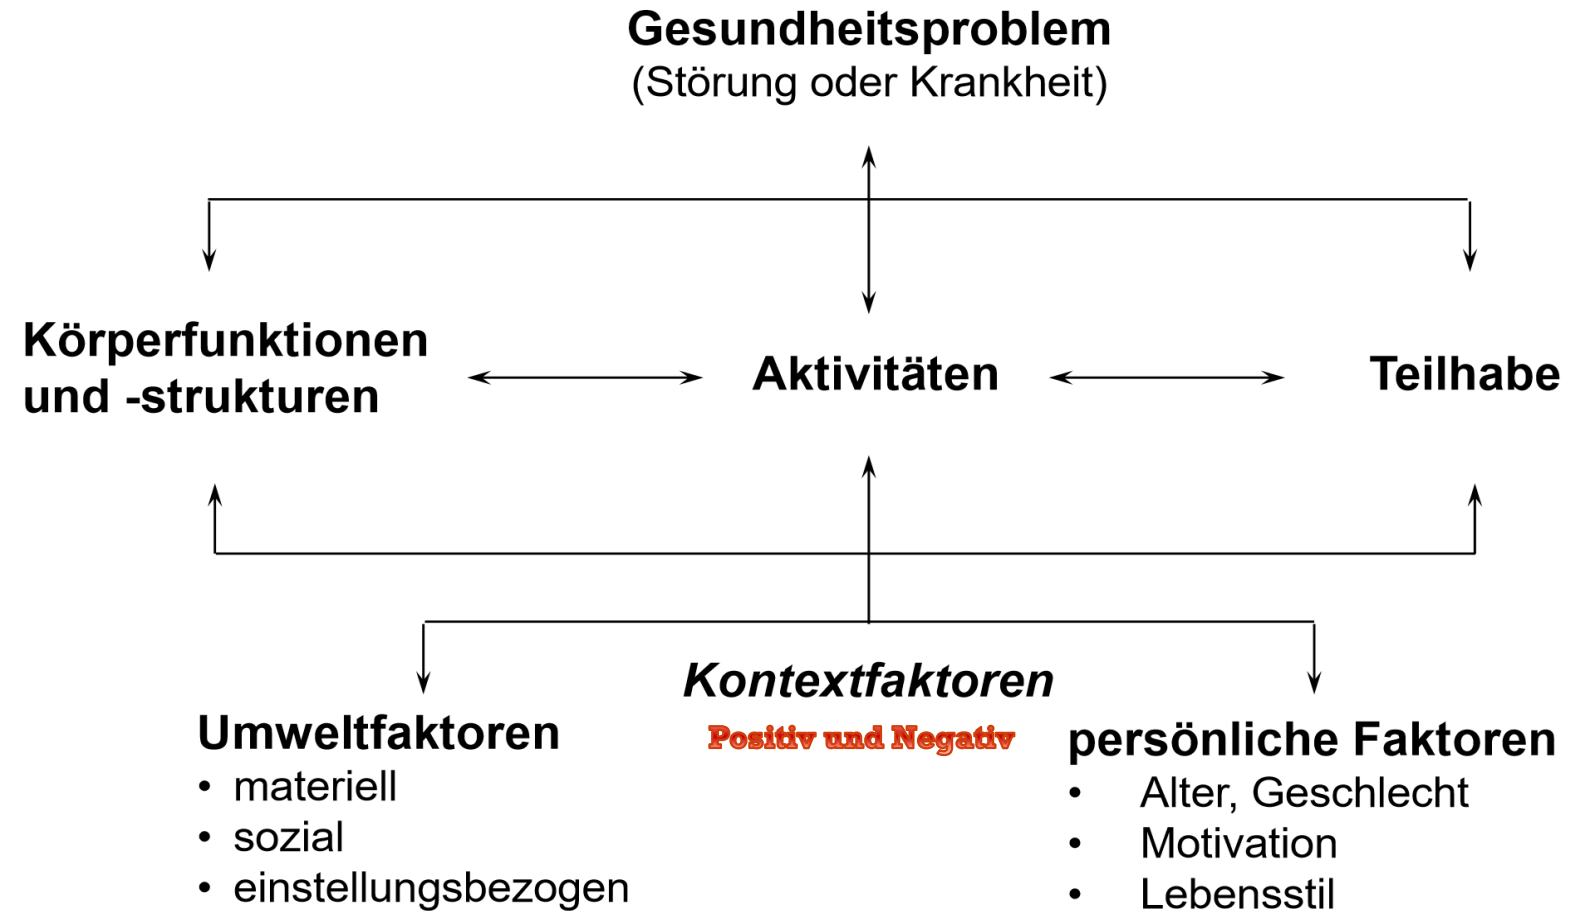 Gesundheitsproblem
(Störung oder Krankheit)
Körperfunktionen
und -strukturen
Aktivitäten
Teilhabe
Kontextfaktoren
Positiv und Negativ
Umweltfaktoren
• materiell
• sozial
• einstellungsbezogen
persönliche Faktoren
• Alter, Geschlecht
• Motivation
• Lebensstil